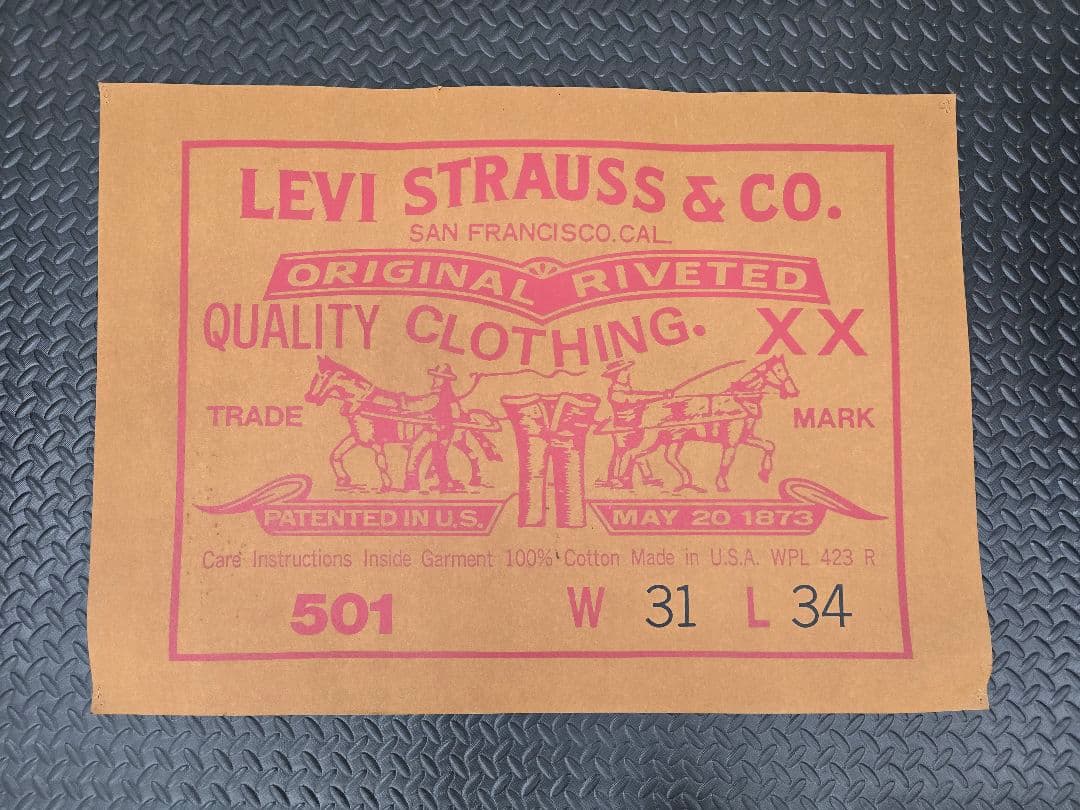 LEVI STRAUSS & CO.
SAN FRANCISCO. CAL.
ORIGINAL RIVETED
QUALITY CLOTHING. XX
TRADE MARK
PATENTED IN U.S. MAY 20 1873
Care Instructions Inside Garment 100% Cotton Made in U.S.A. WPL 423 R
501 W 31 L 34